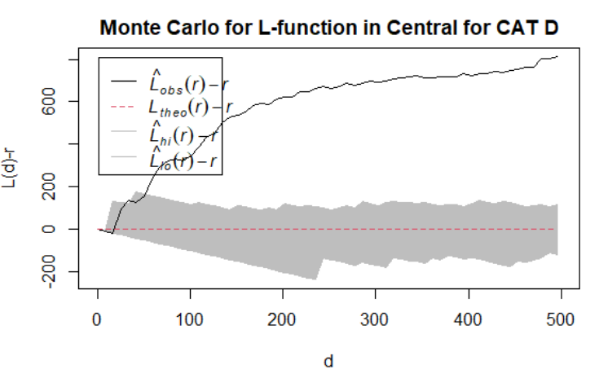 Monte Carlo for L-function in Central for CAT D
L̂obs(r)−r
Ltheo(r)−r
L̂hi(r)−r
L̂lo(r)−r
L(d)-r
600
200
0
-200
0 100 200 300 400 500
d